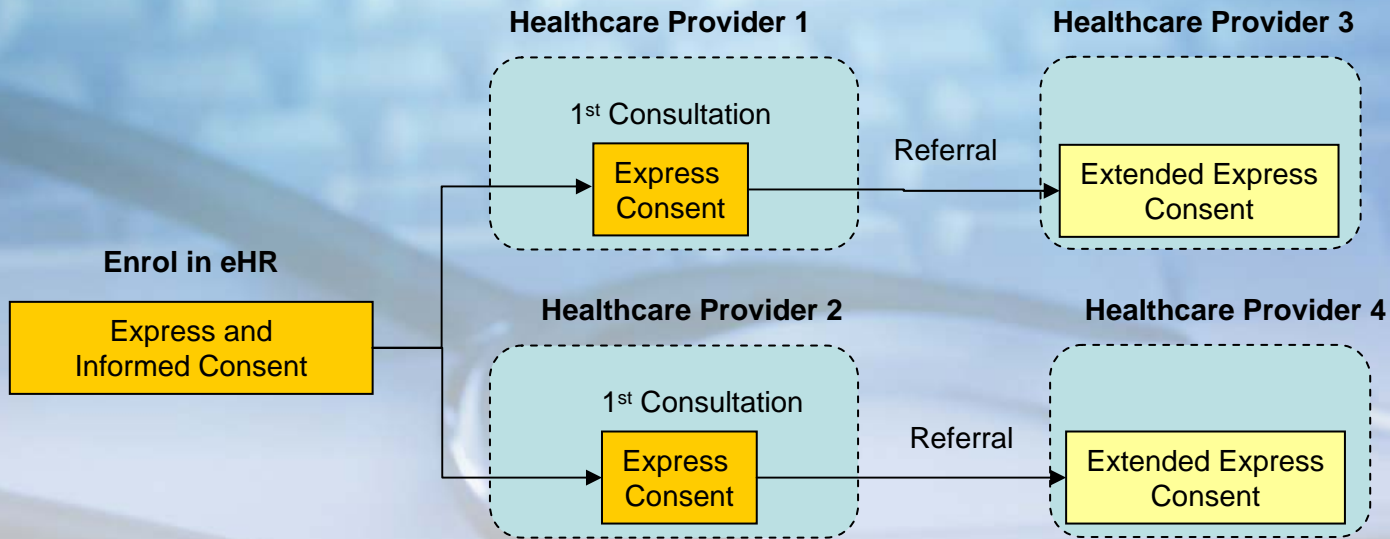 Healthcare Provider 1
Healthcare Provider 3
1st Consultation
Express
Consent
Referral
Extended Express
Consent
Enrol in eHR
Express and
Informed Consent
Healthcare Provider 2
Healthcare Provider 4
1st Consultation
Express
Consent
Referral
Extended Express
Consent